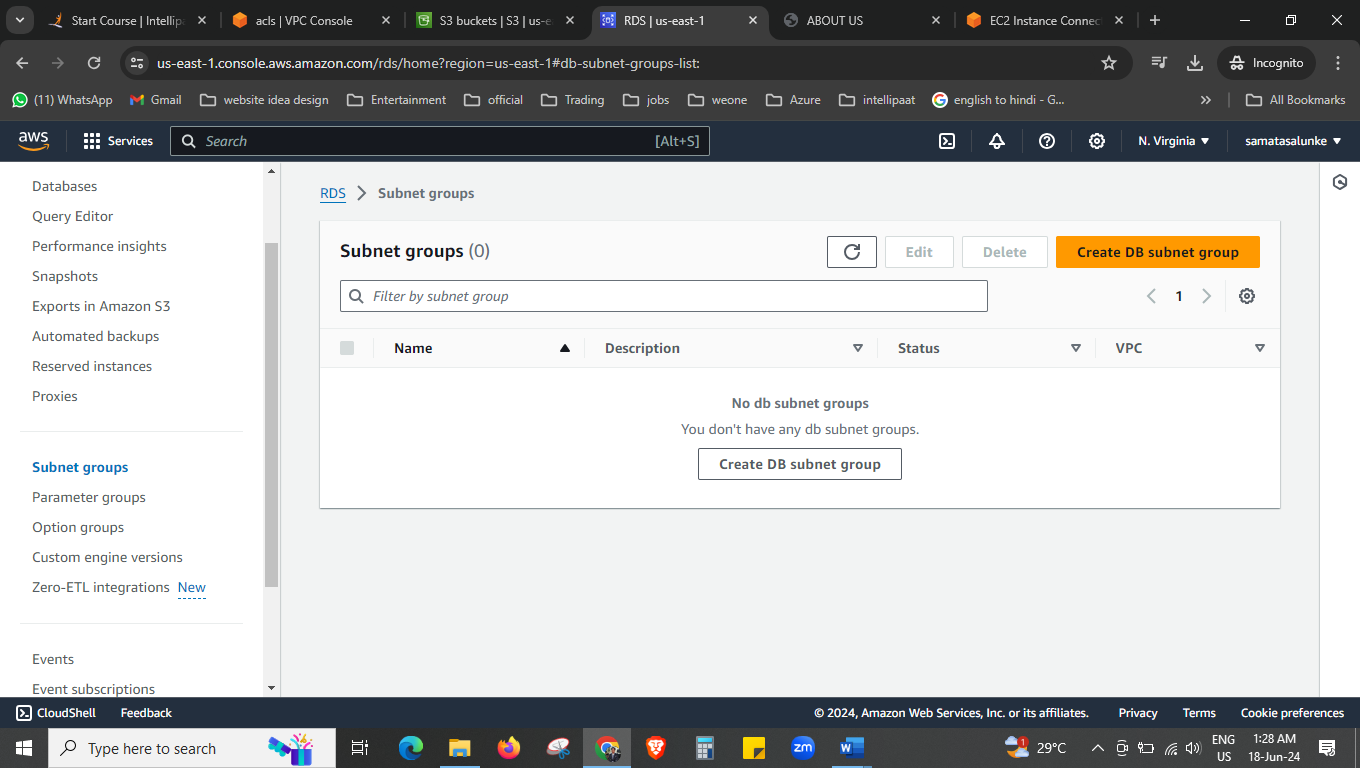 Start Course | Intellipa
acls | VPC Console
S3 buckets | S3 | us-e
RDS | us-east-1
ABOUT US
EC2 Instance Connec
us-east-1.console.aws.amazon.com/rds/home?region=us-east-1#db-subnet-groups-list:
Incognito
(11) WhatsApp
Gmail
website idea design
Entertainment
official
Trading
jobs
weone
Azure
intellipaat
english to hindi - G...
All Bookmarks
aws
Services
Search
[Alt+S]
N. Virginia
samatasalunke
Databases
Query Editor
Performance insights
Snapshots
Exports in Amazon S3
Automated backups
Reserved instances
Proxies
Subnet groups
Parameter groups
Option groups
Custom engine versions
Zero-ETL integrations New
Events
Event subscriptions
RDS > Subnet groups
Subnet groups (0)
Edit
Delete
Create DB subnet group
Filter by subnet group
1
Name
Description
Status
VPC
No db subnet groups
You don't have any db subnet groups.
Create DB subnet group
CloudShell
Feedback
© 2024, Amazon Web Services, Inc. or its affiliates.
Privacy
Terms
Cookie preferences
Type here to search
zm
1
29°C
ENG
US
1:28 AM
18-Jun-24